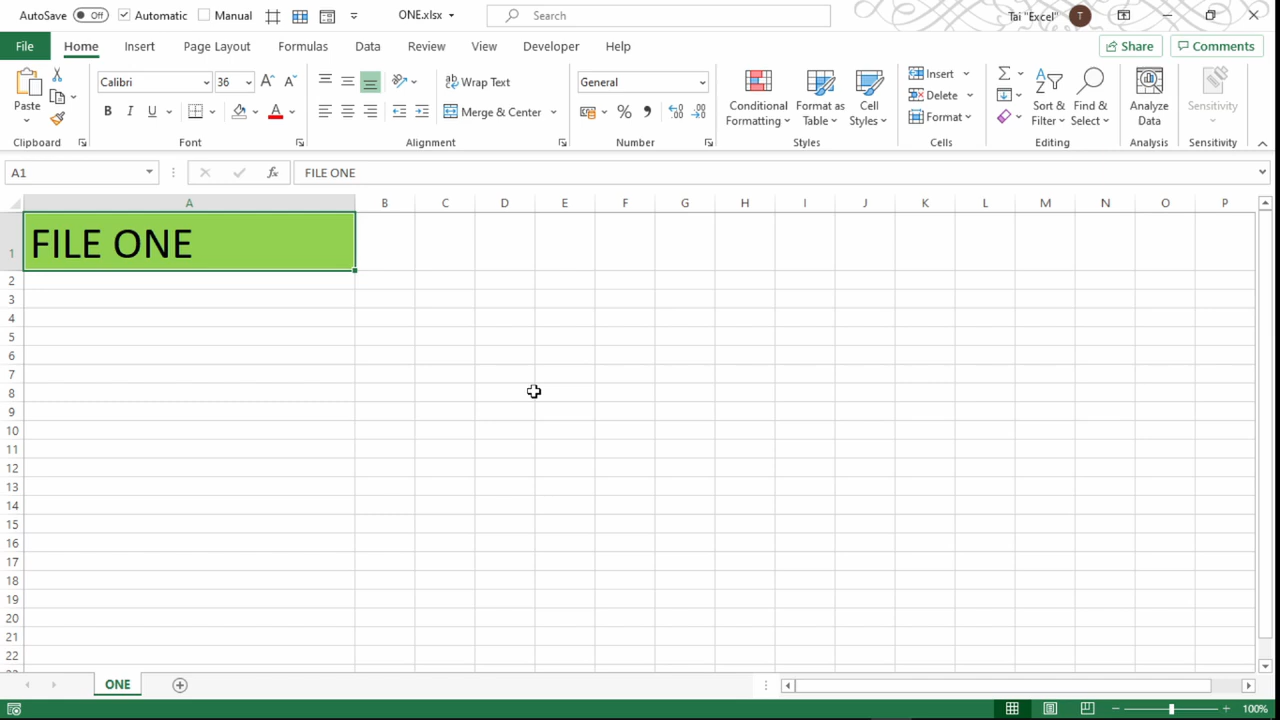 AutoSave Off Automatic Manual ONE.xlsx Search Tai "Excel" T
File Home Insert Page Layout Formulas Data Review View Developer Help Share Comments
Paste
Clipboard
Calibri 36
B I U A
Font
Wrap Text
Merge & Center
Alignment
General
%
Number
Conditional Formatting
Format as Table
Cell Styles
Styles
Insert
Delete
Format
Cells
Sort & Filter
Find & Select
Editing
Analyze Data
Analysis
Sensitivity
Sensitivity
A1 fx FILE ONE
A B C D E F G H I J K L M N O P
1 FILE ONE
2
3
4
5
6
7
8
9
10
11
12
13
14
15
16
17
18
19
20
21
22
ONE
100%